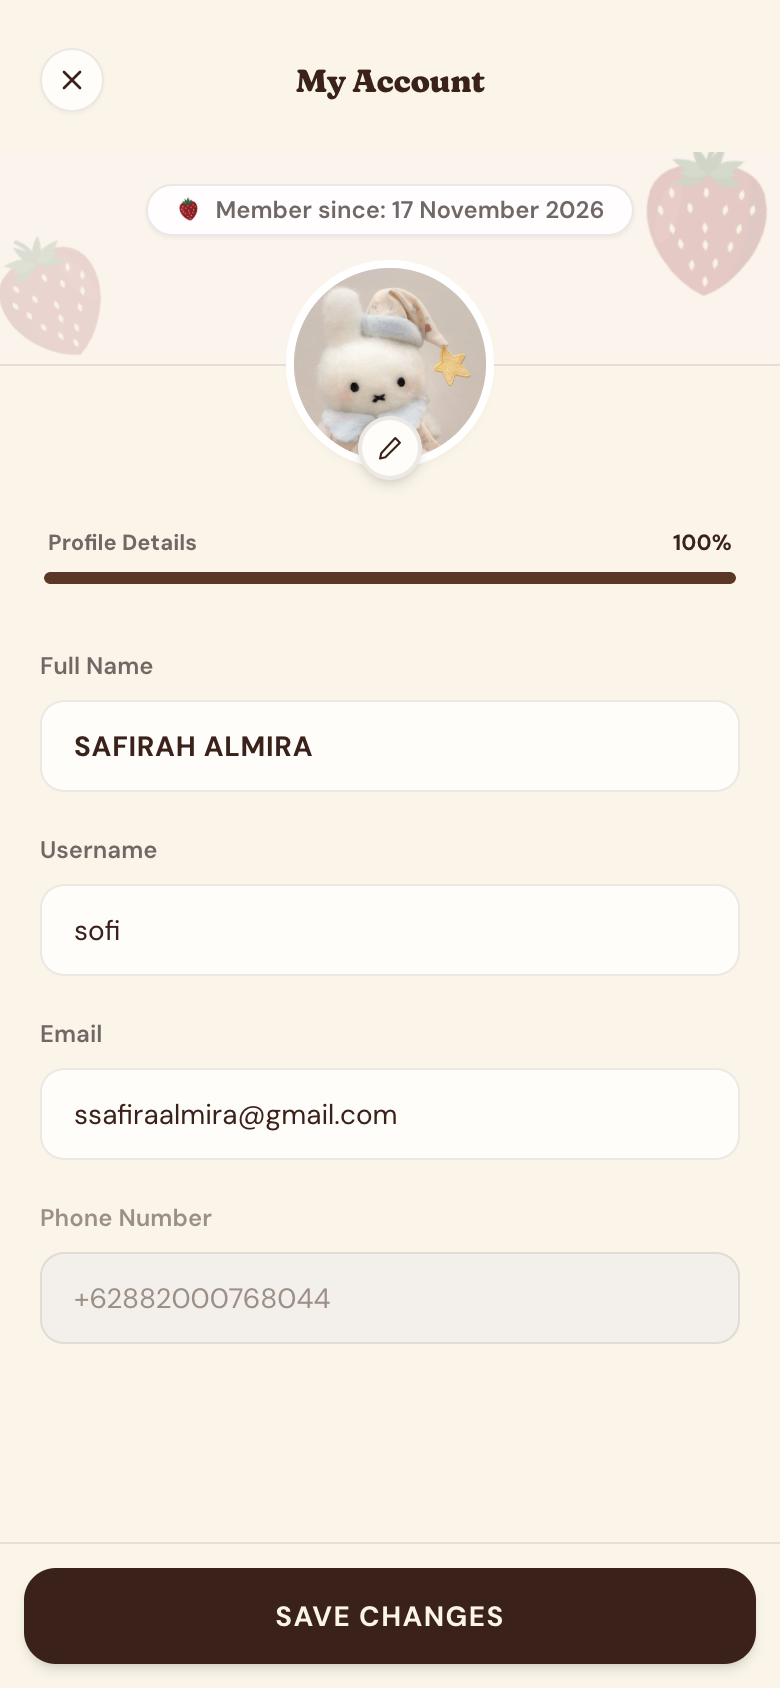 My Account
Member since: 17 November 2026
Profile Details
100%
Full Name
SAFIRAH ALMIRA
Username
sofi
Email
ssafiraalmira@gmail.com
Phone Number
+62882000768044
SAVE CHANGES